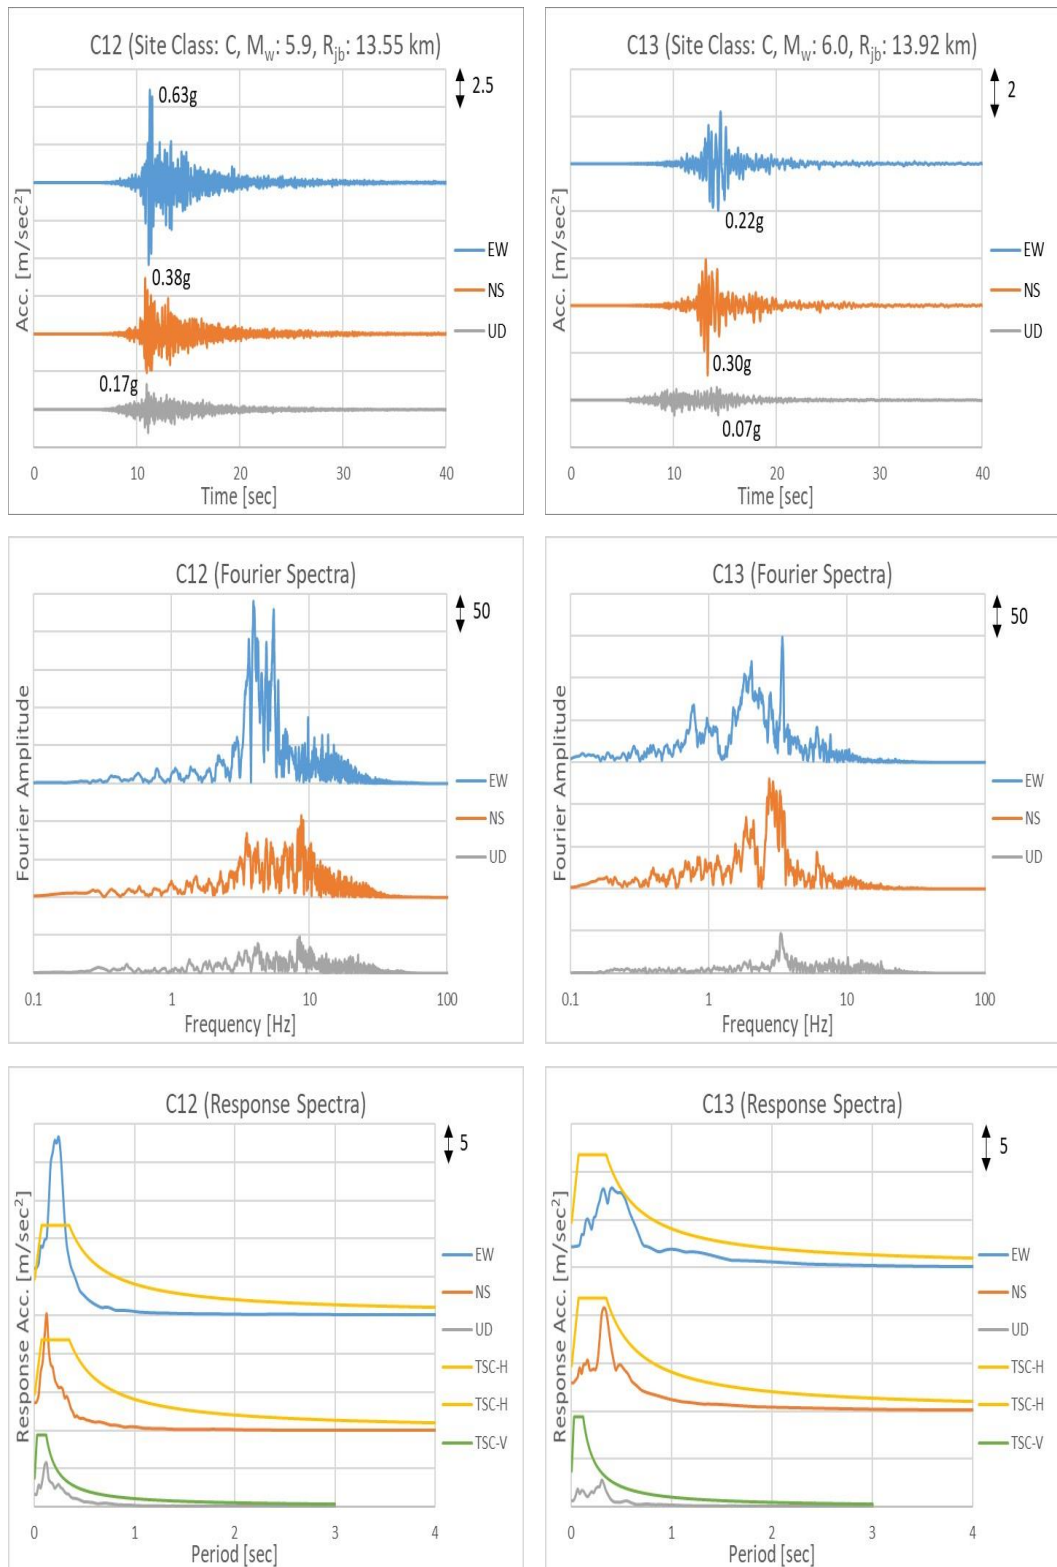 C12 (Site Class: C, Mw: 5.9, Rjb: 13.55 km)
2.5
0.63g
0.38g
0.17g
Acc. [m/sec²]
EW
NS
UD
0 10 20 30 40
Time [sec]
C13 (Site Class: C, Mw: 6.0, Rjb: 13.92 km)
2
0.22g
0.30g
0.07g
Acc. [m/sec²]
EW
NS
UD
0 10 20 30 40
Time [sec]
C12 (Fourier Spectra)
50
Fourier Amplitude
EW
NS
UD
0.1 1 10 100
Frequency [Hz]
C13 (Fourier Spectra)
50
Fourier Amplitude
EW
NS
UD
0.1 1 10 100
Frequency [Hz]
C12 (Response Spectra)
5
Response Acc. [m/sec²]
EW
NS
UD
TSC-H
TSC-H
TSC-V
0 1 2 3 4
Period [sec]
C13 (Response Spectra)
5
Response Acc. [m/sec²]
EW
NS
UD
TSC-H
TSC-H
TSC-V
0 1 2 3 4
Period [sec]